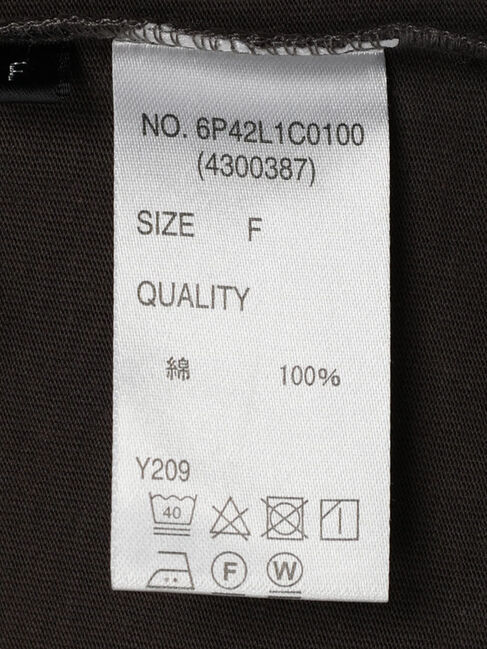 F
NO. 6P42L1C0100
(4300387)
SIZE F
QUALITY
綿 100%
Y209
40
F W